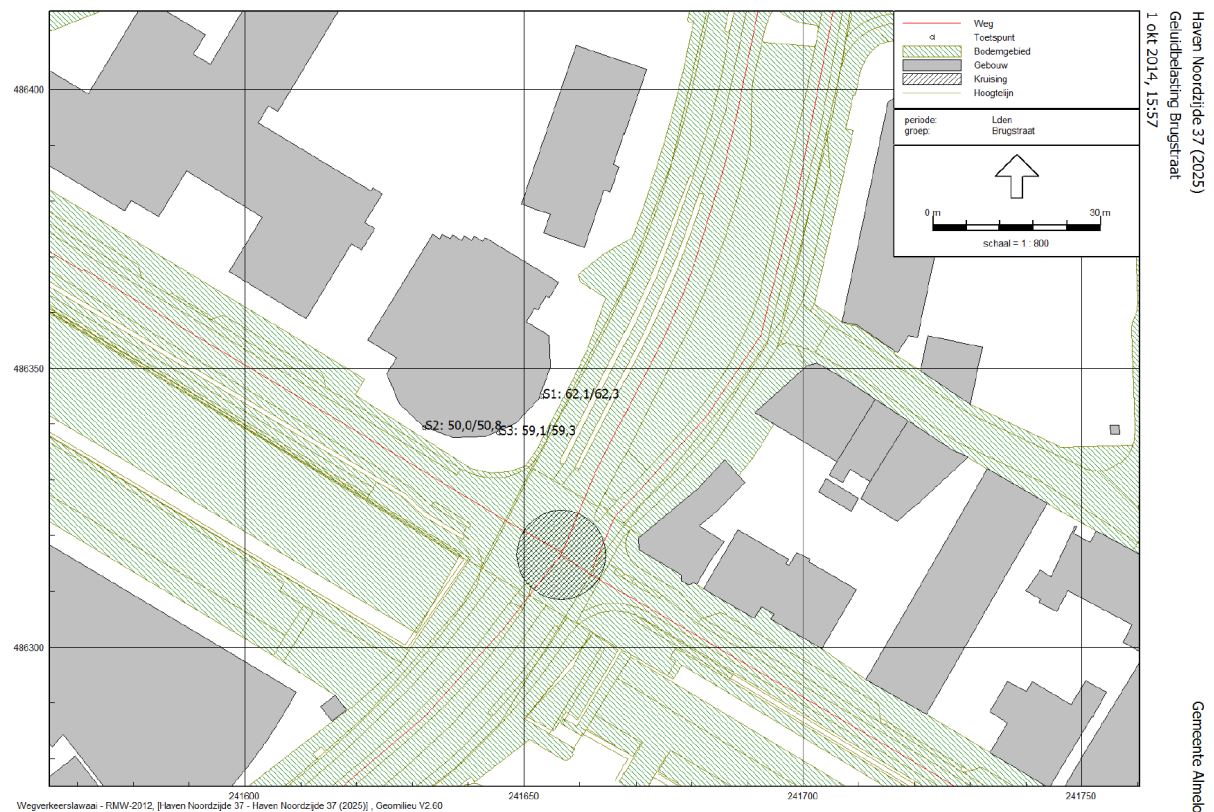 Haven Noordzijde 37 (2025)
Geluidbelasting Brugstraat
1 okt 2014, 15:57
Weg
Toetspunt
Bodemgebied
Gebouw
Kruising
Hoogtelijn
periode: Lden
groep: Brugstraat
0 m 30 m
schaal = 1 : 800
486400
486350
486300
S1: 62,1/62,3
S2: 50,0/50,8
S3: 59,1/59,3
241600 241650 241700 241750
Wegverkeerslawaai - RMW-2012, [Haven Noordzijde 37 - Haven Noordzijde 37 (2025)] , Geomilieu V2.60
Gemeente Almelo